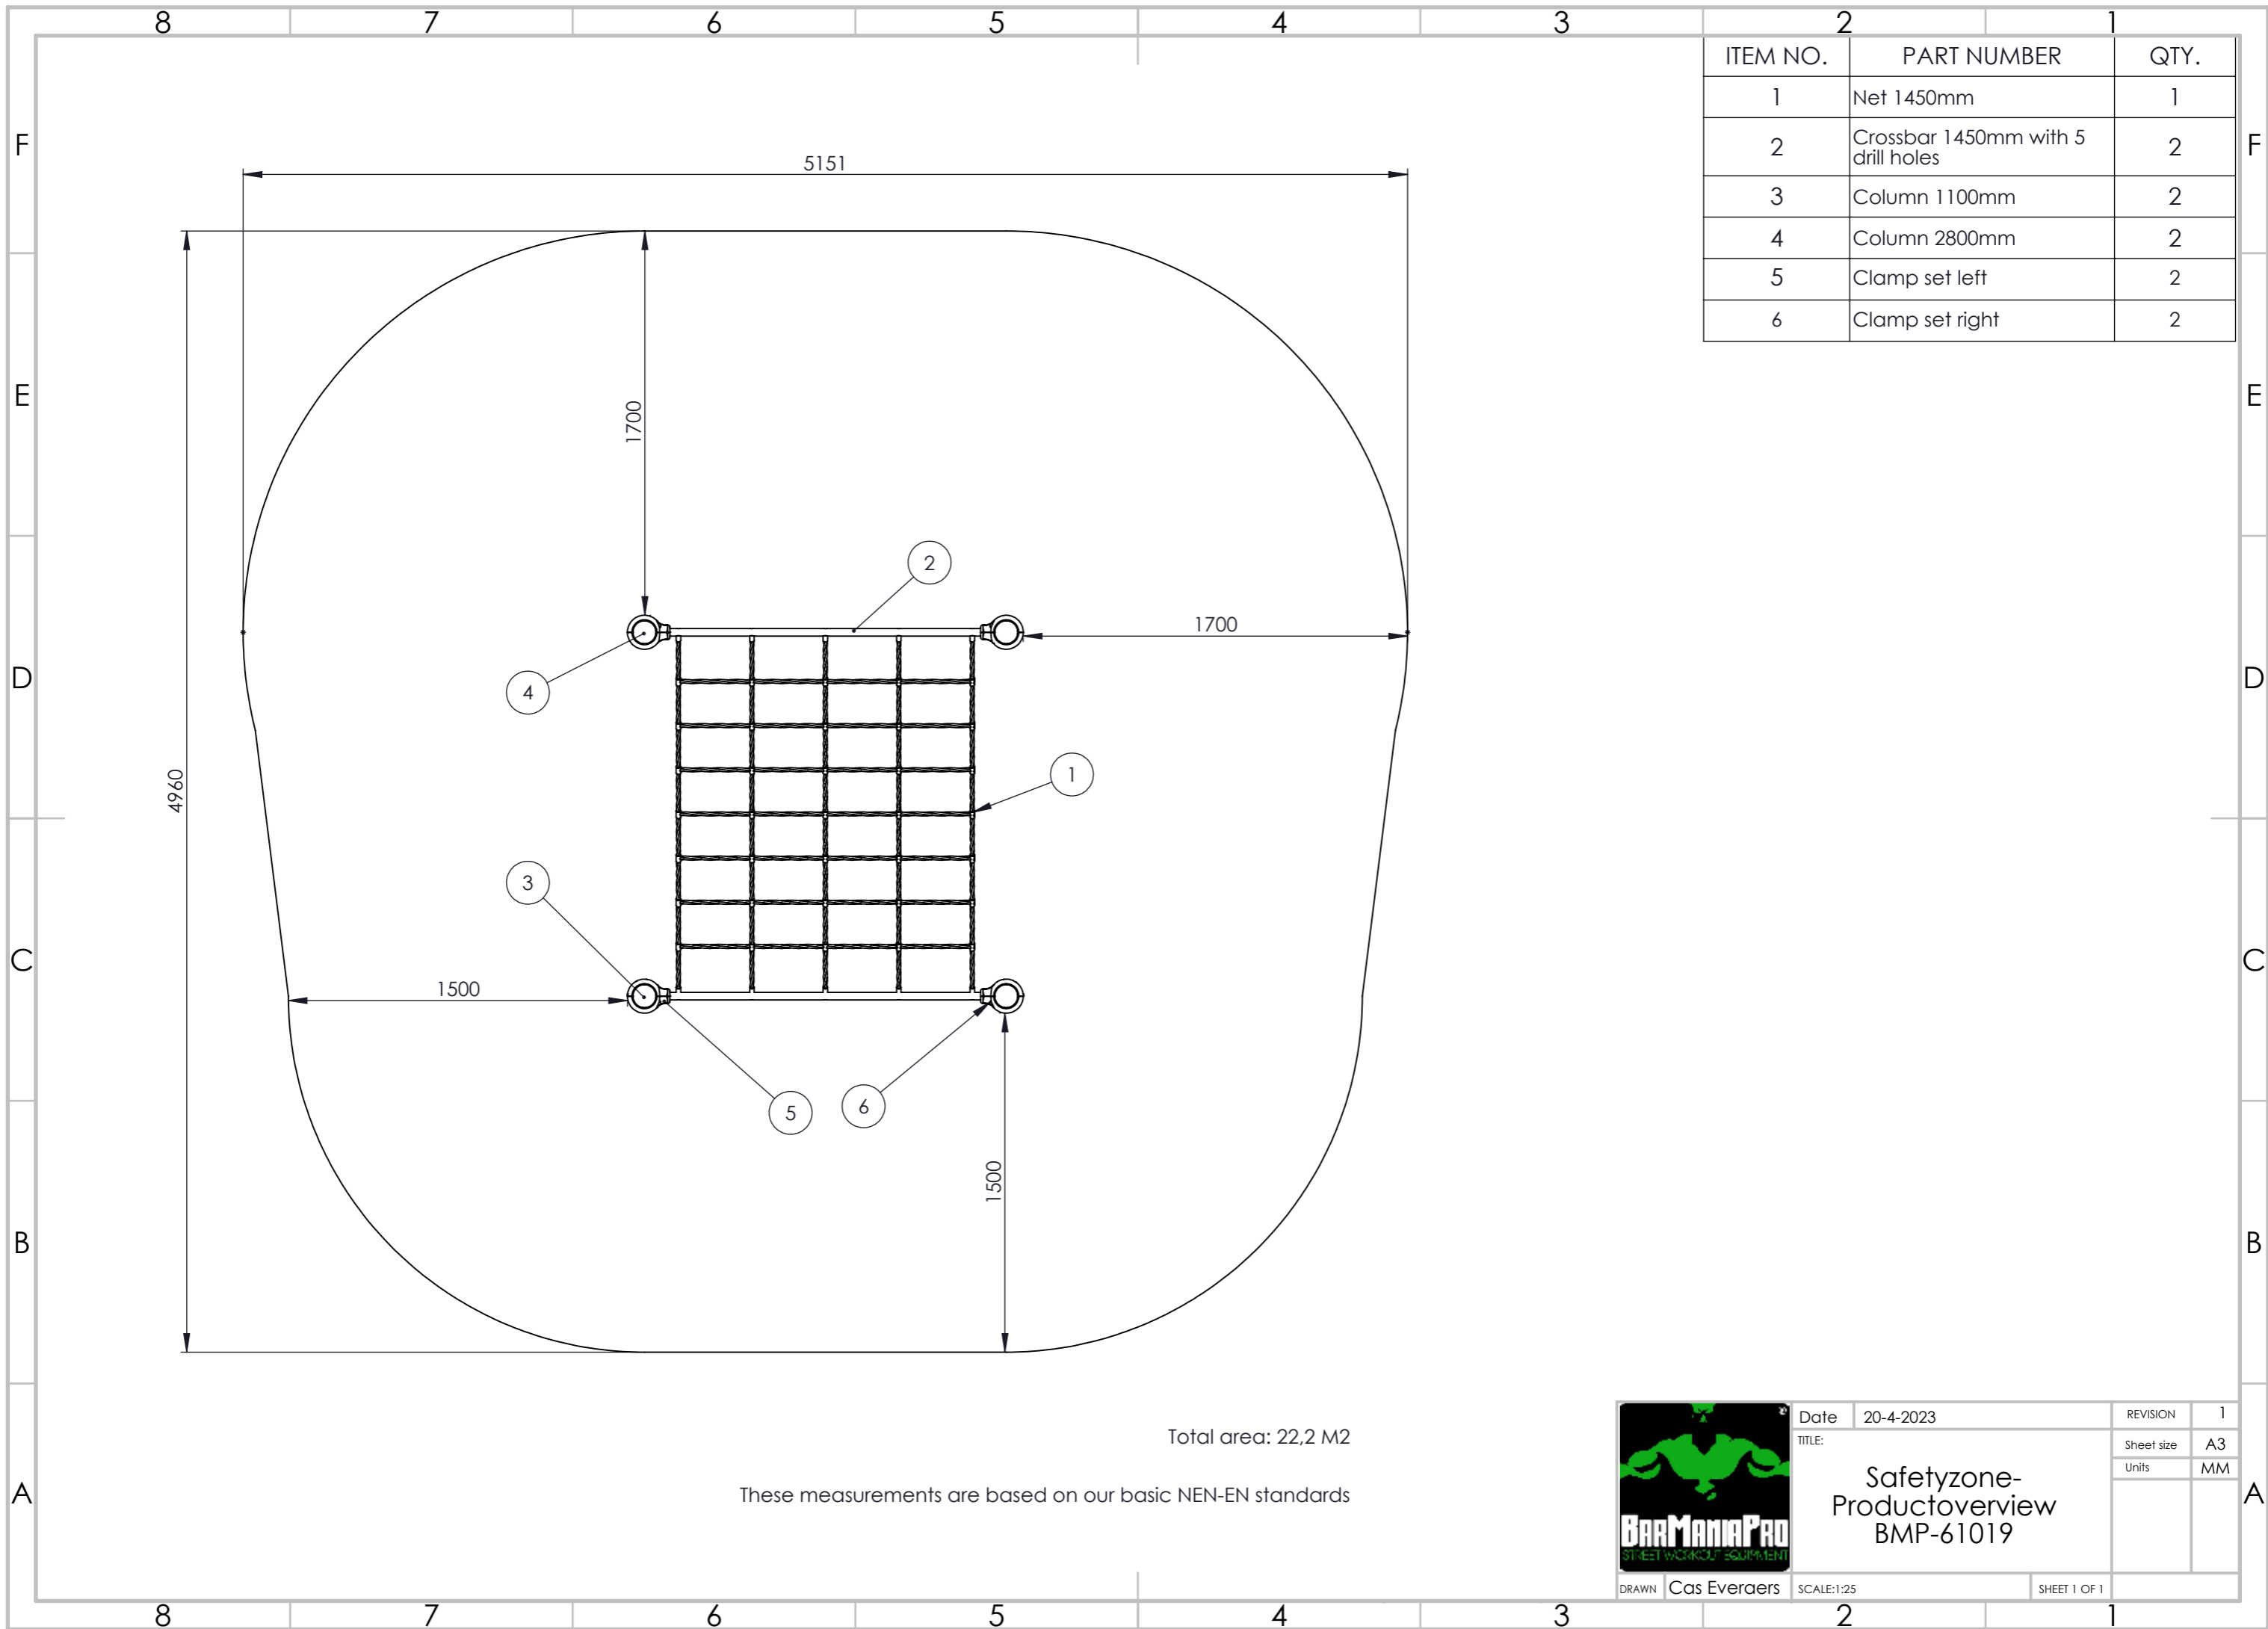 8 7 6 5 4 3 2 1
ITEM NO. PART NUMBER QTY.
1 Net 1450mm 1
2 Crossbar 1450mm with 5 drill holes 2
3 Column 1100mm 2
4 Column 2800mm 2
5 Clamp set left 2
6 Clamp set right 2
F F
E E
D D
C C
B B
A A
5151
4960
1700
1700
2
4
1
3
1500
1500
5
6
Total area: 22,2 M2
These measurements are based on our basic NEN-EN standards
BARMANIAPRO
STREET WORKOUT EQUIPMENT
Date 20-4-2023
REVISION 1
TITLE:
Safetyzone-
Productoverview
BMP-61019
Sheet size A3
Units MM
DRAWN Cas Everaers
SCALE:1:25
SHEET 1 OF 1
8 7 6 5 4 3 2 1